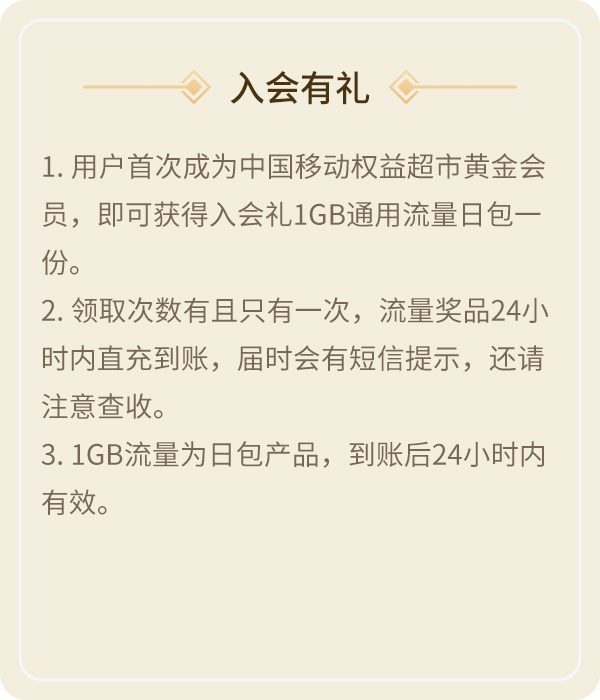 入会有礼
1. 用户首次成为中国移动权益超市黄金会
员，即可获得入会礼1GB通用流量日包一
份。
2. 领取次数有且只有一次，流量奖品24小
时内直充到账，届时会有短信提示，还请
注意查收。
3. 1GB流量为日包产品，到账后24小时内
有效。